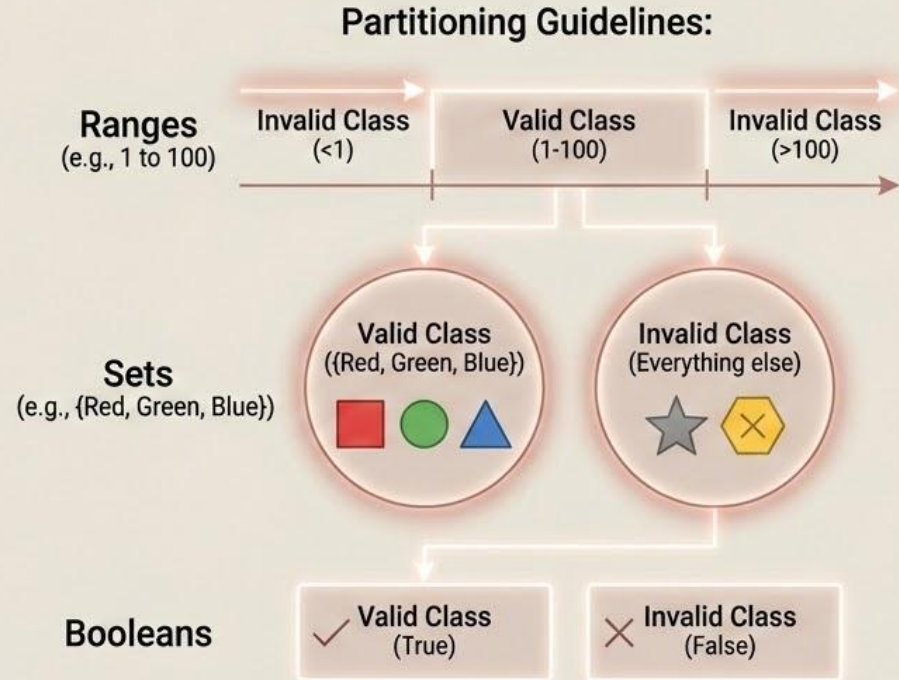 Partitioning Guidelines:
Ranges
(e.g., 1 to 100)
Invalid Class
(<1)
Valid Class
(1-100)
Invalid Class
(>100)
Sets
(e.g., {Red, Green, Blue})
Valid Class
({Red, Green, Blue})
Invalid Class
(Everything else)
Booleans
Valid Class
(True)
Invalid Class
(False)